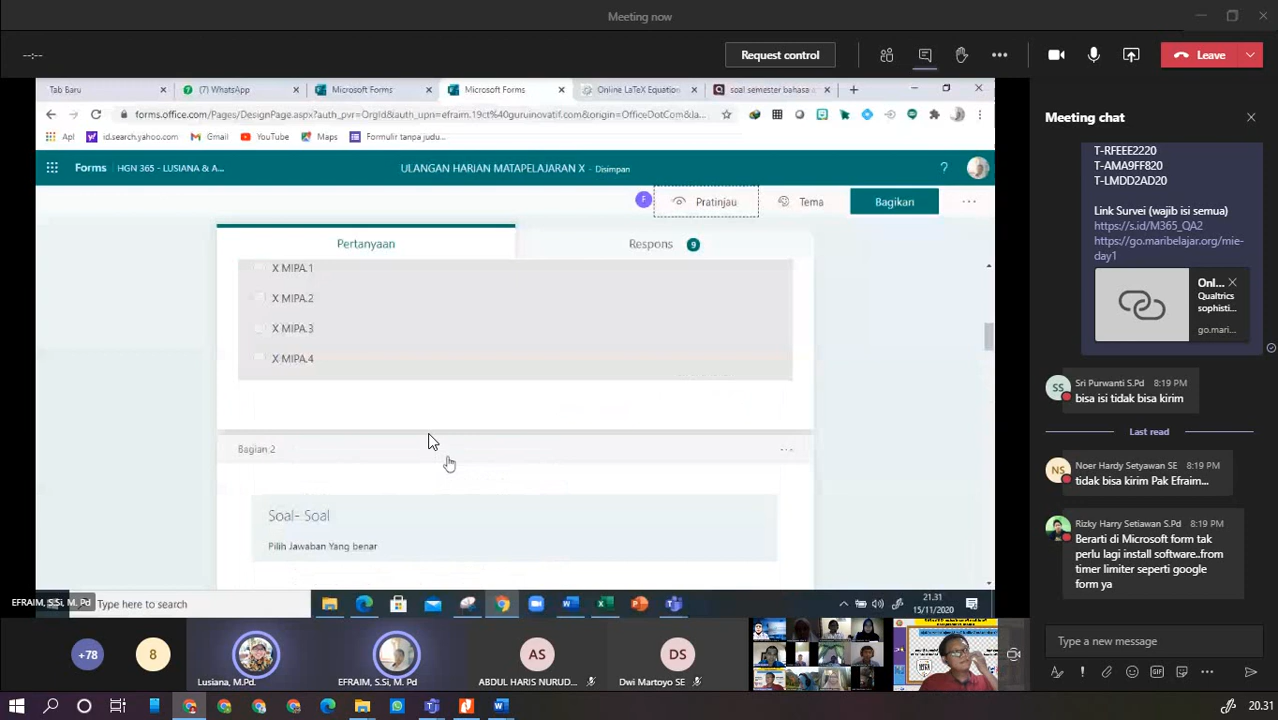 Meeting now
--:--
Request control
Leave
Tab Baru
(7) WhatsApp
Microsoft Forms
Microsoft Forms
Online LaTeX Equation
soal semester bahasa
forms.office.com/Pages/DesignPage.aspx?auth_pvr=OrgId&auth_upn=efraim.19ct%40guruinovatif.com&origin=OfficeDotCom&la...
Apl
id.search.yahoo.com
Gmail
YouTube
Maps
Formulir tanpa judu...
Forms
HGN 365 - LUSIANA & A...
ULANGAN HARIAN MATAPELAJARAN X - Disimpan
?
F
Pratinjau
Tema
Bagikan
Pertanyaan
Respons 9
X MIPA.1
X MIPA.2
X MIPA.3
X MIPA.4
Bagian 2
Soal- Soal
Pilih Jawaban Yang benar
EFRAIM, S.Si, M. Pd
Type here to search
21.31
15/11/2020
+78
8
Lusiana, M.Pd.
EFRAIM, S.Si, M. Pd
AS
ABDUL HARIS NURUD...
DS
Dwi Martoyo SE
Meeting chat
T-RFEEE2220
T-AMA9FF820
T-LMDD2AD20
Link Survei (wajib isi semua)
https://s.id/M365_QA2
https://go.maribelajar.org/mie-
day1
Onl...
Qualtrics
sophisti...
go.mari...
SS
Sri Purwanti S.Pd 8:19 PM
bisa isi tidak bisa kirim
Last read
NS
Noer Hardy Setyawan SE 8:19 PM
tidak bisa kirim Pak Efraim...
Rizky Harry Setiawan S.Pd 8:19 PM
Berarti di Microsoft form tak
perlu lagi install software..from
timer limiter seperti google
form ya
Type a new message
20.31